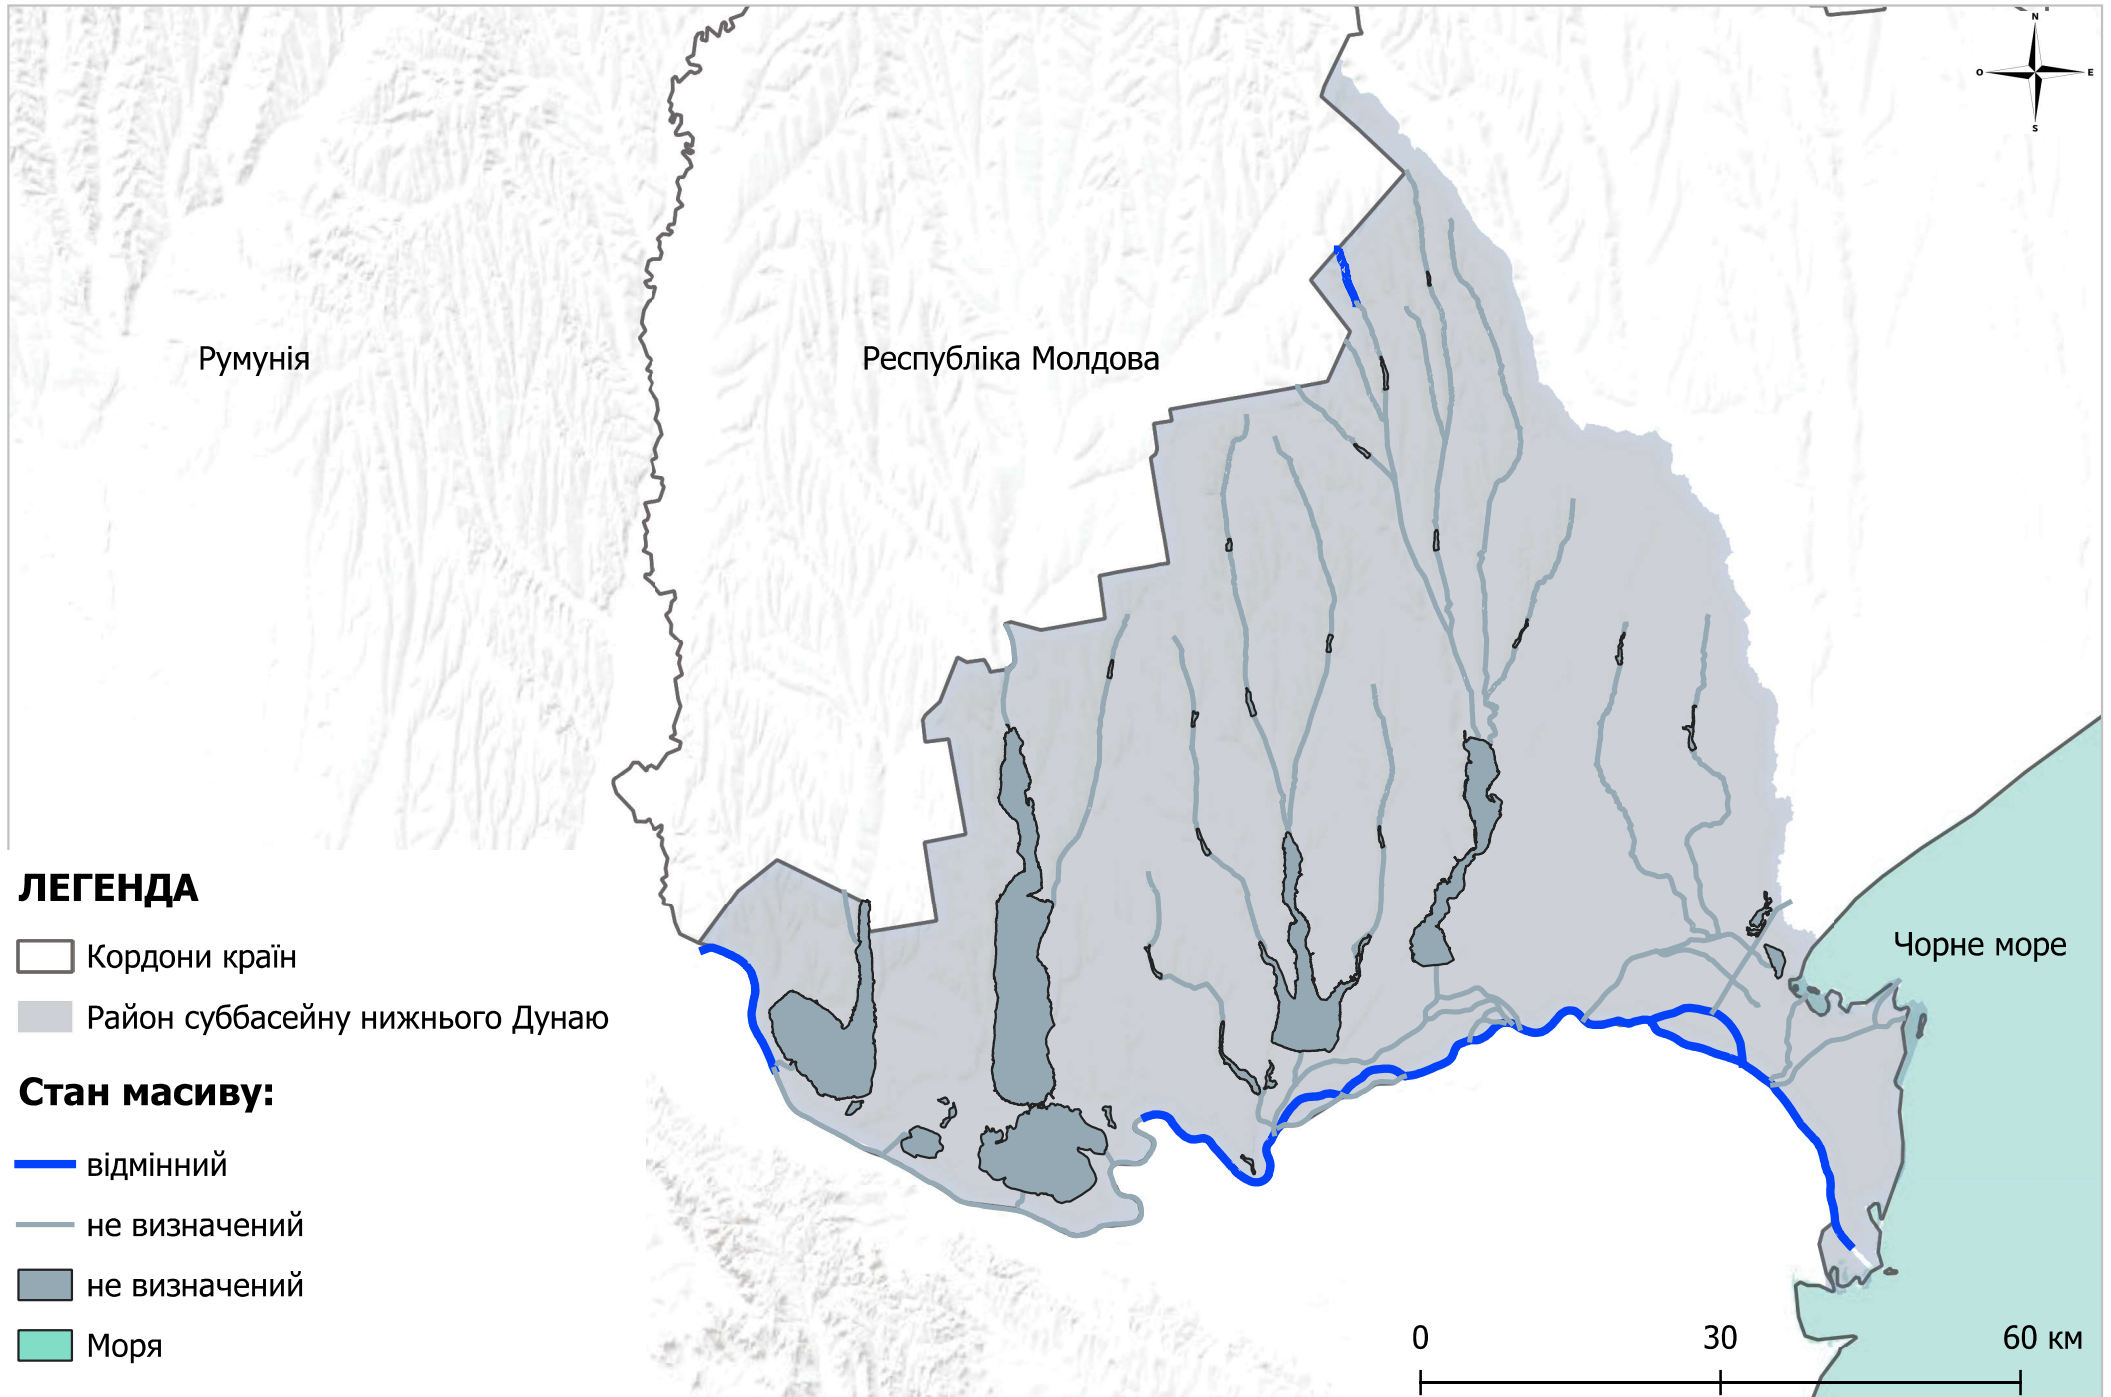 N
O E
S
Румунія
Республіка Молдова
Чорне море
ЛЕГЕНДА
Кордони країн
Район суббасейну нижнього Дунаю
Стан масиву:
відмінний
не визначений
не визначений
Моря
0 30 60 км